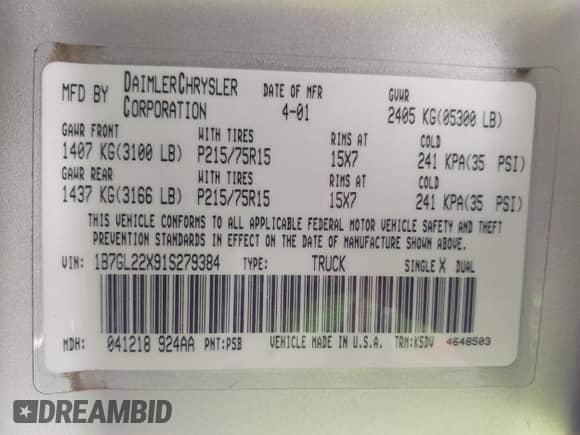 MFD BY DAIMLERCHRYSLER CORPORATION DATE OF MFR 4-01 GVWR 2405 KG(05300 LB)
GAWR FRONT WITH TIRES RIMS AT COLD
1407 KG(3100 LB) P215/75R15 15X7 241 KPA(35 PSI)
GAWR REAR WITH TIRES RIMS AT COLD
1437 KG(3166 LB) P215/75R15 15X7 241 KPA(35 PSI)
THIS VEHICLE CONFORMS TO ALL APPLICABLE FEDERAL MOTOR VEHICLE SAFETY AND THEFT
PREVENTION STANDARDS IN EFFECT ON THE DATE OF MANUFACTURE SHOWN ABOVE.
VIN: 1B7GL22X91S279384 TYPE: TRUCK SINGLE X DUAL
MDH: 041218 924AA PNT:PSB VEHICLE MADE IN U.S.A. TRM:K5DV 4648503
DREAMBID